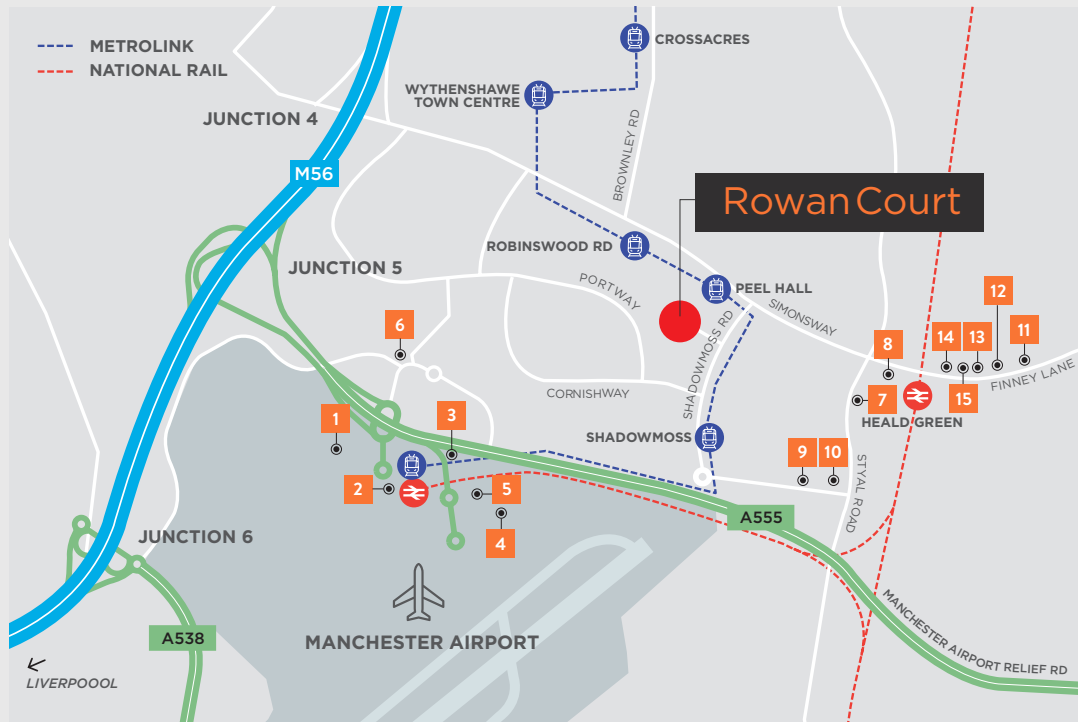 METROLINK
NATIONAL RAIL
CROSSACRES
WYTHENSHAWE
TOWN CENTRE
JUNCTION 4
BROWNLEY RD
M56
Rowan Court
ROBINSWOOD RD
JUNCTION 5
PORTWAY
PEEL HALL
SIMONSWAY
12
6
14
13
11
8
15
FINNEY LANE
SHADOWMOSS RD
CORNISHWAY
7
HEALD GREEN
1
3
SHADOWMOSS
9
10
2
5
STYAL ROAD
A555
4
JUNCTION 6
MANCHESTER AIRPORT RELIEF RD
MANCHESTER AIRPORT
A538
LIVERPOOOL